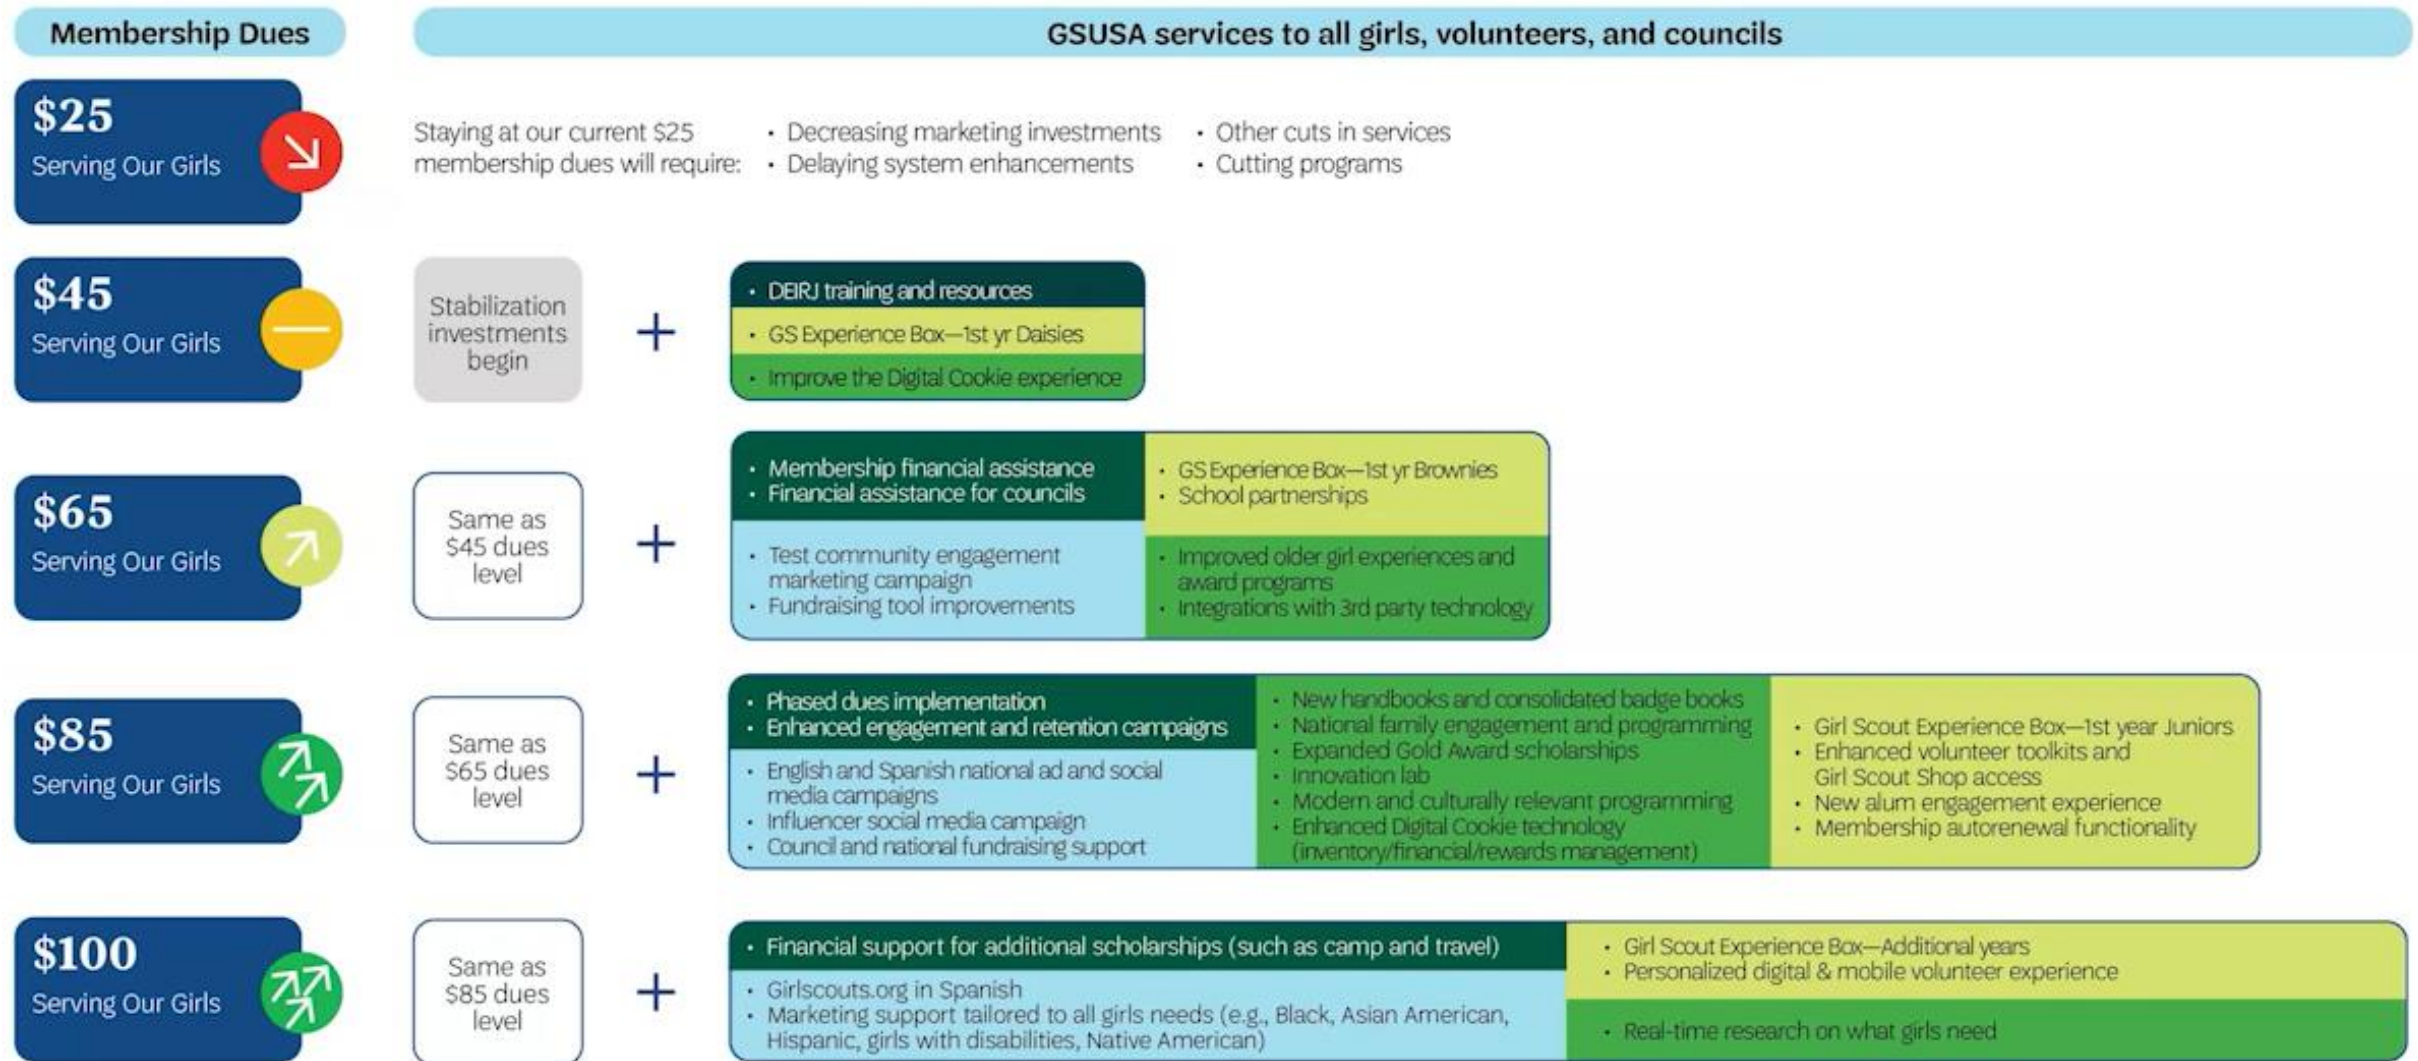 Membership Dues
GSUSA services to all girls, volunteers, and councils
$25
Serving Our Girls
Staying at our current $25
membership dues will require:
• Decreasing marketing investments
• Delaying system enhancements
• Other cuts in services
• Cutting programs
$45
Serving Our Girls
Stabilization
investments
begin
+
• DEIRJ training and resources
• GS Experience Box—1st yr Daisies
• Improve the Digital Cookie experience
$65
Serving Our Girls
Same as
$45 dues
level
+
• Membership financial assistance
• Financial assistance for councils
• Test community engagement
marketing campaign
• Fundraising tool improvements
• GS Experience Box—1st yr Brownies
• School partnerships
• Improved older girl experiences and
award programs
• Integrations with 3rd party technology
$85
Serving Our Girls
Same as
$65 dues
level
+
• Phased dues implementation
• Enhanced engagement and retention campaigns
• English and Spanish national ad and social
media campaigns
• Influencer social media campaign
• Council and national fundraising support
• New handbooks and consolidated badge books
• National family engagement and programming
• Expanded Gold Award scholarships
• Innovation lab
• Modern and culturally relevant programming
• Enhanced Digital Cookie technology
(inventory/financial/rewards management)
• Girl Scout Experience Box—1st year Juniors
• Enhanced volunteer toolkits and
Girl Scout Shop access
• New alum engagement experience
• Membership autorenewal functionality
$100
Serving Our Girls
Same as
$85 dues
level
+
• Financial support for additional scholarships (such as camp and travel)
• Girlscouts.org in Spanish
• Marketing support tailored to all girls needs (e.g., Black, Asian American,
Hispanic, girls with disabilities, Native American)
• Girl Scout Experience Box—Additional years
• Personalized digital & mobile volunteer experience
• Real-time research on what girls need